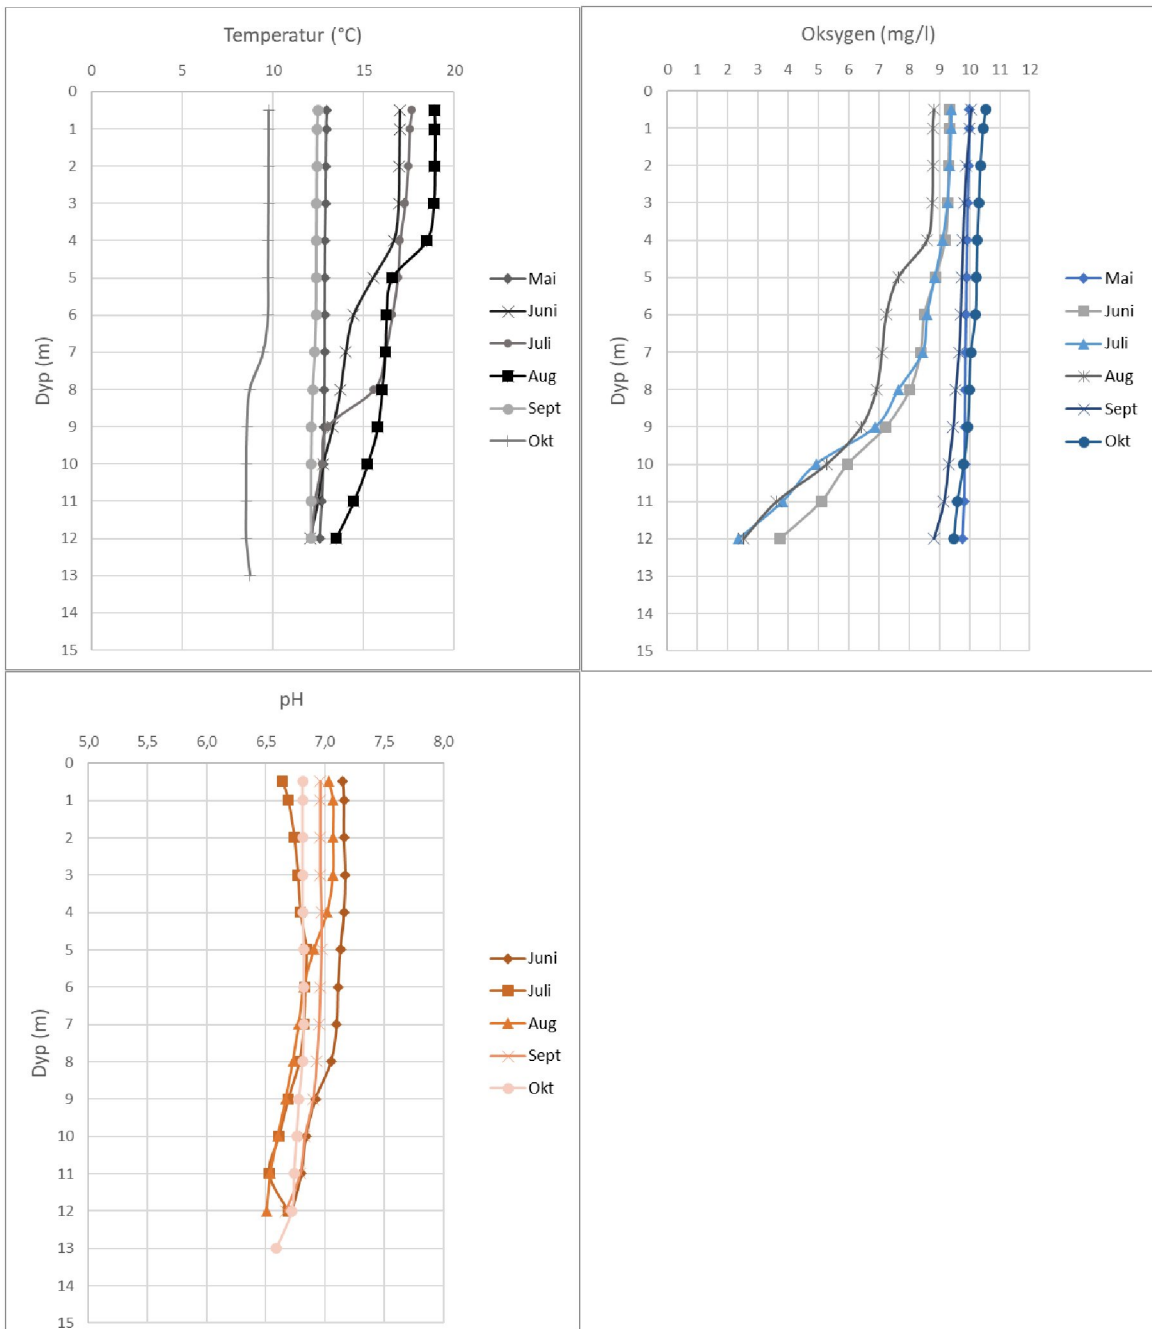 Temperatur (°C)
0 5 10 15 20
0
1
2
3
4
5
6
7
8
9
10
11
12
13
14
15
Dyp (m)
Mai
Juni
Juli
Aug
Sept
Okt
Oksygen (mg/l)
0 1 2 3 4 5 6 7 8 9 10 11 12
0
1
2
3
4
5
6
7
8
9
10
11
12
13
14
15
Dyp (m)
Mai
Juni
Juli
Aug
Sept
Okt
pH
5,0 5,5 6,0 6,5 7,0 7,5 8,0
0
1
2
3
4
5
6
7
8
9
10
11
12
13
14
15
Dyp (m)
Juni
Juli
Aug
Sept
Okt